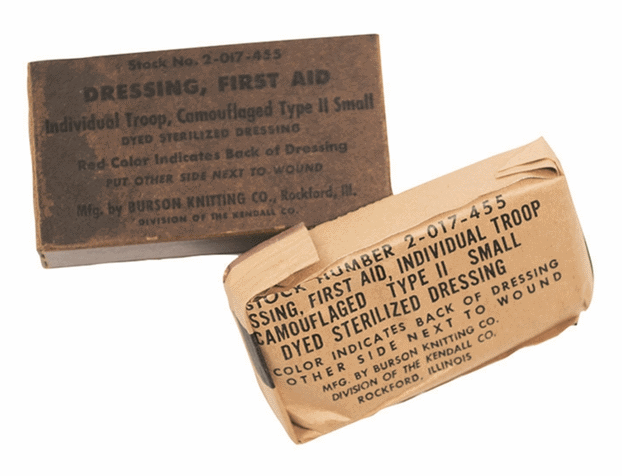 Stock No. 2-017-455
DRESSING, FIRST AID
Individual Troop, Camouflaged Type II Small
DYED STERILIZED DRESSING
Red Color Indicates Back of Dressing
PUT OTHER SIDE NEXT TO WOUND
Mfg. by BURSON KNITTING CO., Rockford, Ill.
DIVISION OF THE KENDALL CO.
STOCK NUMBER 2-017-455
SSING, FIRST AID, INDIVIDUAL TROOP
CAMOUFLAGED TYPE II SMALL
DYED STERILIZED DRESSING
COLOR INDICATES BACK OF DRESSING
OTHER SIDE NEXT TO WOUND
MFG. BY BURSON KNITTING CO.
DIVISION OF THE KENDALL CO.
ROCKFORD, ILLINOIS